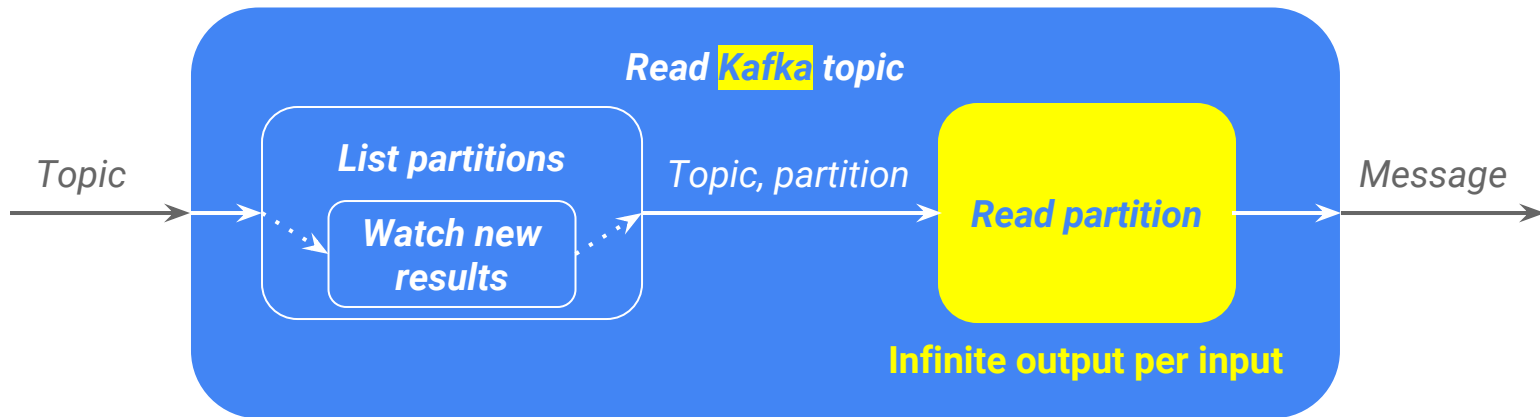 Read Kafka topic
Topic
List partitions
Watch new
results
Topic, partition
Read partition
Message
Infinite output per input